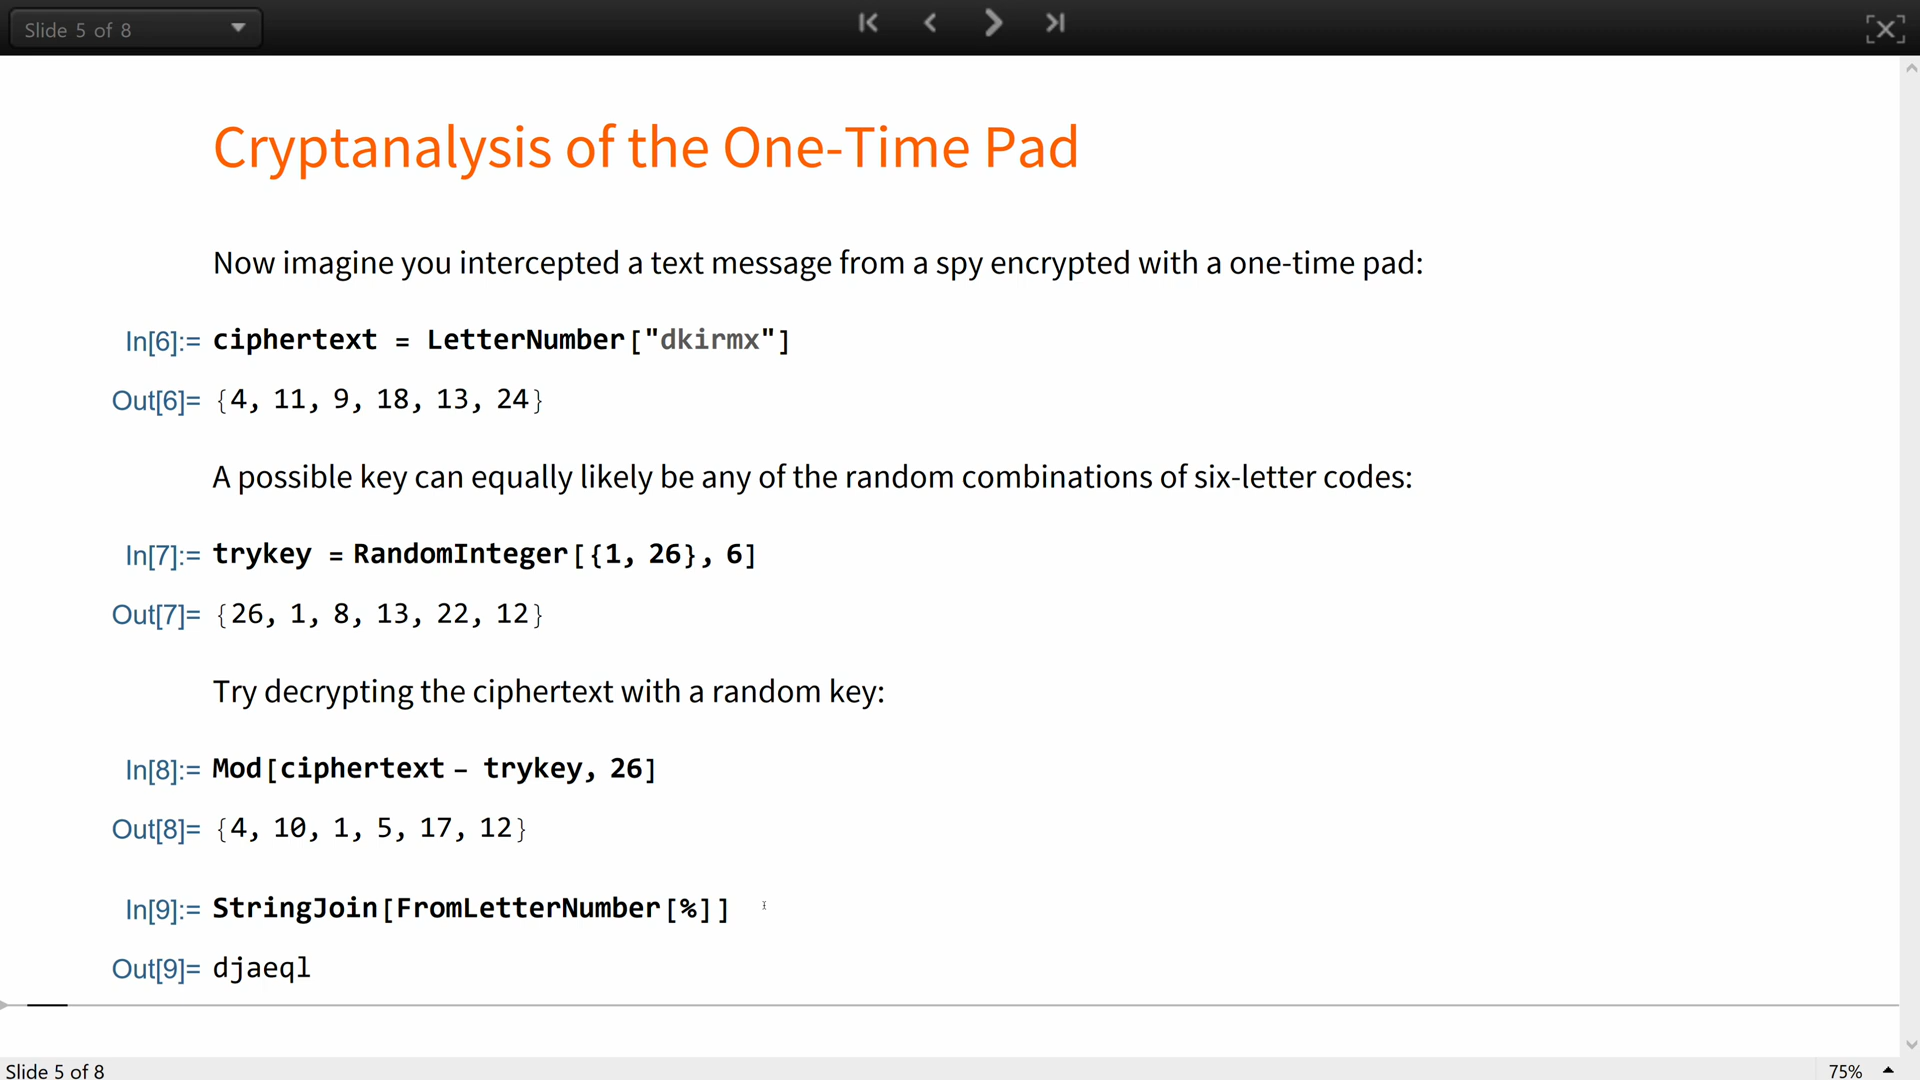 Slide 5 of 8
Cryptanalysis of the One-Time Pad
Now imagine you intercepted a text message from a spy encrypted with a one-time pad:
In[6]:= ciphertext = LetterNumber["dkirmx"]
Out[6]= {4, 11, 9, 18, 13, 24}
A possible key can equally likely be any of the random combinations of six-letter codes:
In[7]:= trykey = RandomInteger[{1, 26}, 6]
Out[7]= {26, 1, 8, 13, 22, 12}
Try decrypting the ciphertext with a random key:
In[8]:= Mod[ciphertext - trykey, 26]
Out[8]= {4, 10, 1, 5, 17, 12}
In[9]:= StringJoin[FromLetterNumber[%]]
Out[9]= djaeql
Slide 5 of 8
75%